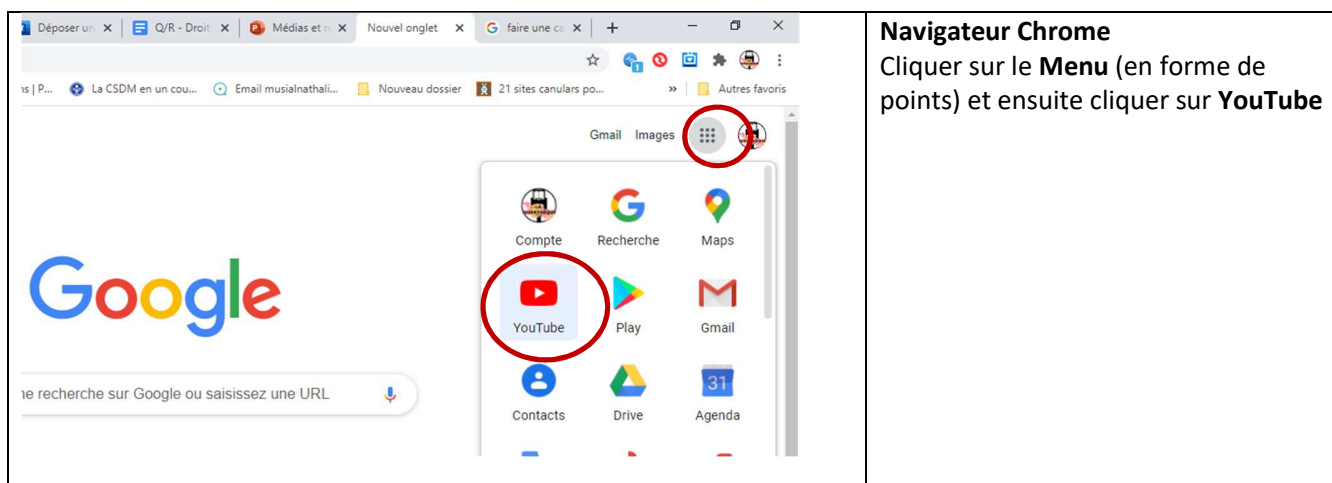 Déposer un
Q/R - Droit
Médias et n
Nouvel onglet
faire une ca
1
ns | P...
La CSDM en un cou...
Email musialnathali...
Nouveau dossier
21 sites canulars po...
»
Autres favoris
Gmail Images
Compte Recherche Maps
Google
YouTube Play Gmail
31
ne recherche sur Google ou saisissez une URL
Contacts Drive Agenda
Navigateur Chrome
Cliquer sur le Menu (en forme de
points) et ensuite cliquer sur YouTube